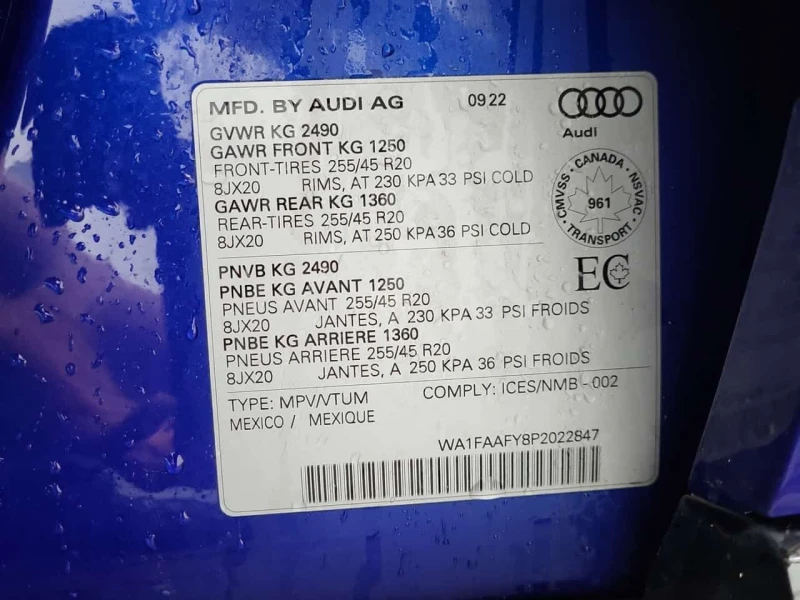 MFD. BY AUDI AG 09 22
Audi
GVWR KG 2490
GAWR FRONT KG 1250
FRONT-TIRES 255/45 R20
8JX20 RIMS, AT 230 KPA 33 PSI COLD
GAWR REAR KG 1360
REAR-TIRES 255/45 R20
8JX20 RIMS, AT 250 KPA 36 PSI COLD
CMVSS · CANADA · NSVAC · TRANSPORT ·
961
PNVB KG 2490
PNBE KG AVANT 1250
PNEUS AVANT 255/45 R20
8JX20 JANTES, A 230 KPA 33 PSI FROIDS
PNBE KG ARRIERE 1360
PNEUS ARRIERE 255/45 R20
8JX20 JANTES, A 250 KPA 36 PSI FROIDS
EC
TYPE: MPV/VTUM COMPLY: ICES/NMB - 002
MEXICO / MEXIQUE
WA1FAAFY8P2022847